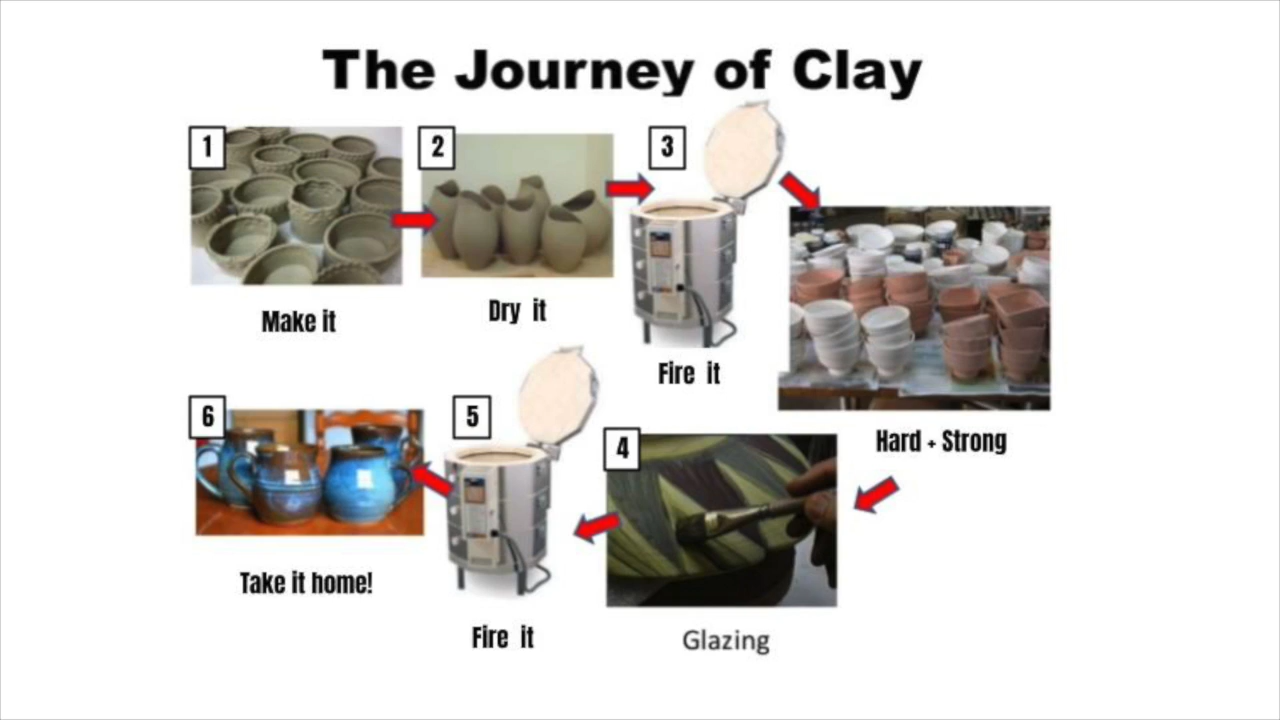 The Journey of Clay
1
2
3
Make it
Dry it
Fire it
Hard + Strong
4
Glazing
5
Fire it
6
Take it home!